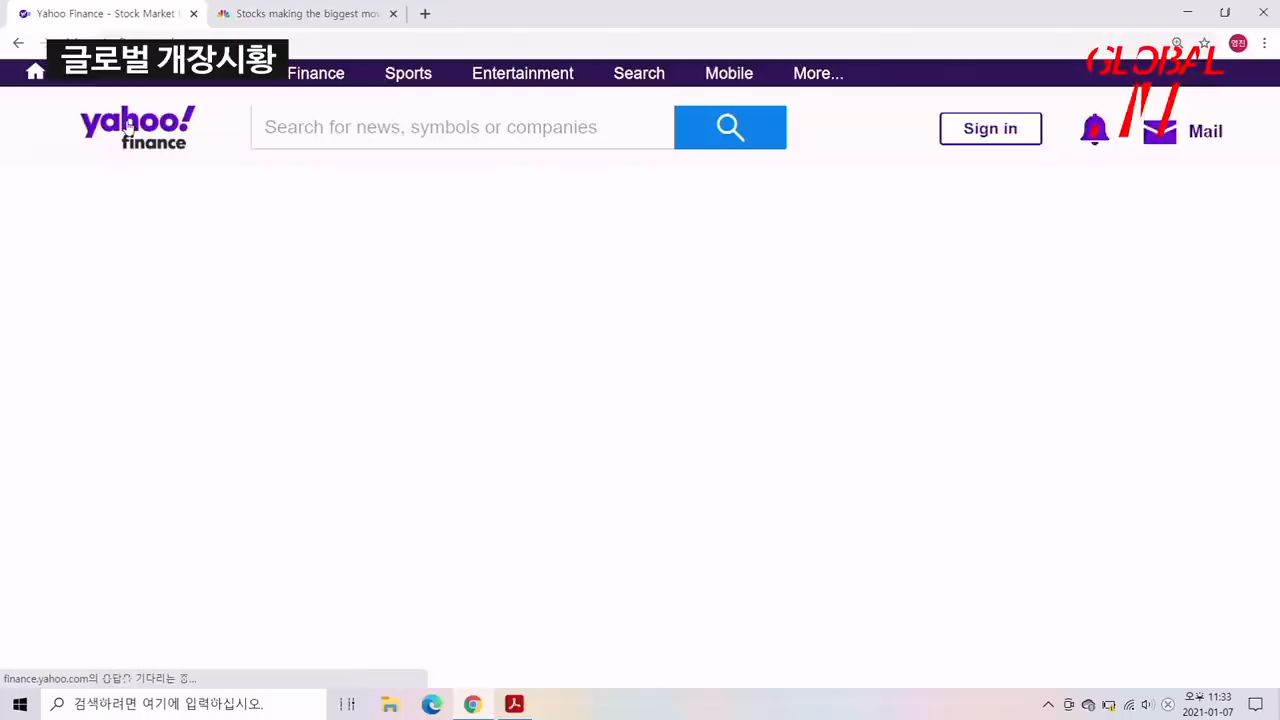 Yahoo Finance - Stock Market
Stocks making the biggest mov
글로벌 개장시황
GLOBAL
M
영진
Finance
Sports
Entertainment
Search
Mobile
More...
yahoo!
finance
Search for news, symbols or companies
Sign in
Mail
finance.yahoo.com의 응답을 기다리는 중...
검색하려면 여기에 입력하십시오.
오후 11:33
2021-01-07